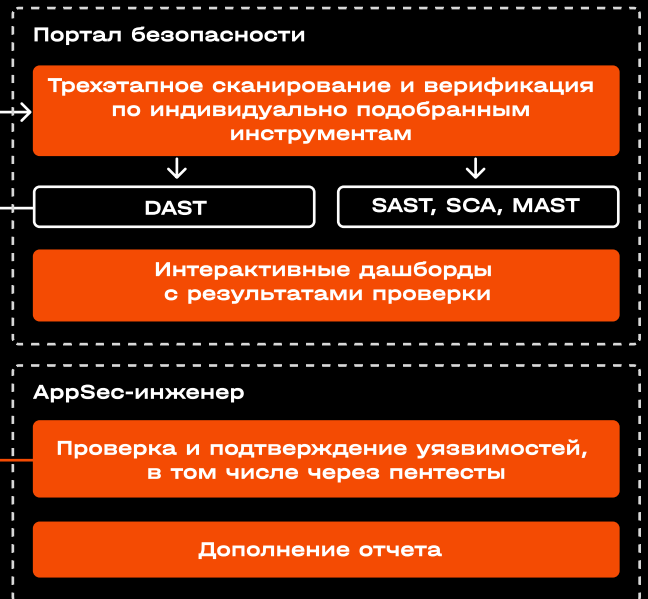 Портал безопасности
Трехэтапное сканирование и верификация
по индивидуально подобранным
инструментам
DAST
SAST, SCA, MAST
Интерактивные дашборды
с результатами проверки
AppSec-инженер
Проверка и подтверждение уязвимостей,
в том числе через пентесты
Дополнение отчета